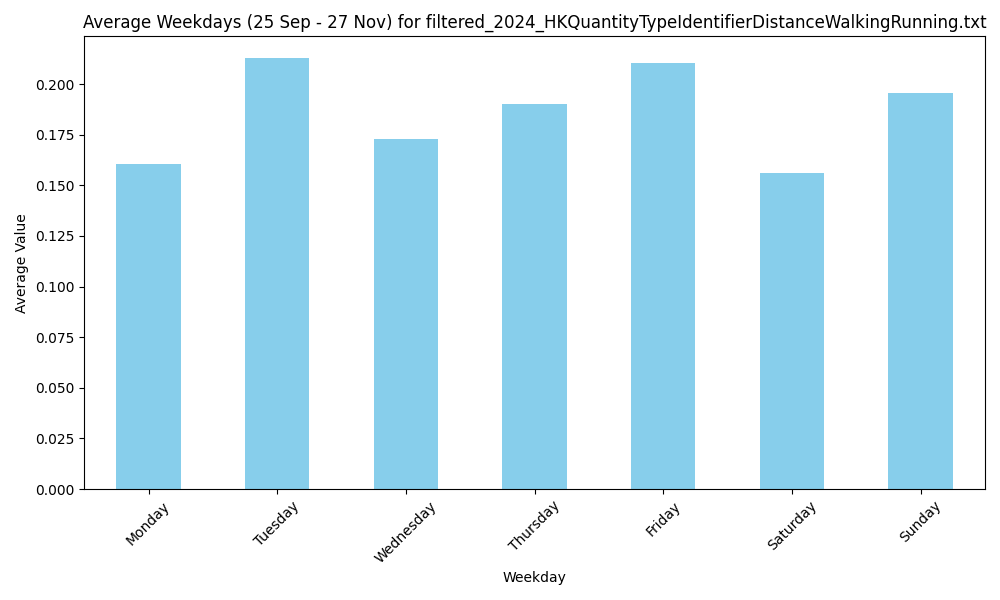 Average Weekdays (25 Sep - 27 Nov) for filtered_2024_HKQuantityTypeIdentifierDistanceWalkingRunning.txt
0.200
0.175
0.150
0.125
0.100
0.075
0.050
0.025
0.000
Average Value
Monday
Tuesday
Wednesday
Thursday
Friday
Saturday
Sunday
Weekday